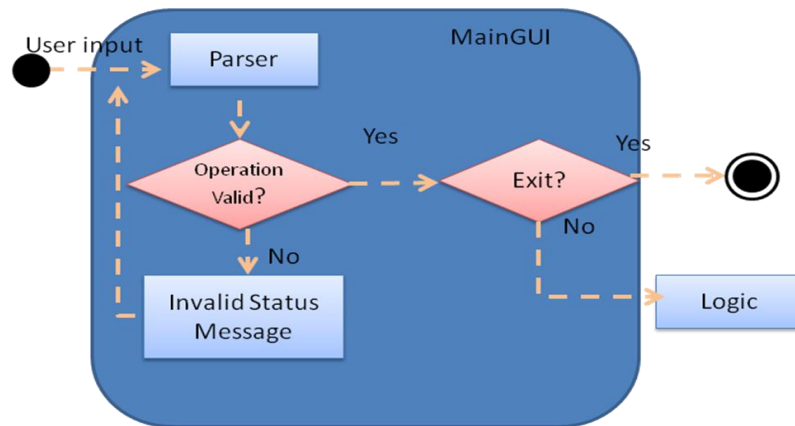 User input
MainGUI
Parser
Operation
Valid?
Yes
Exit?
Yes
No
No
Invalid Status
Message
Logic